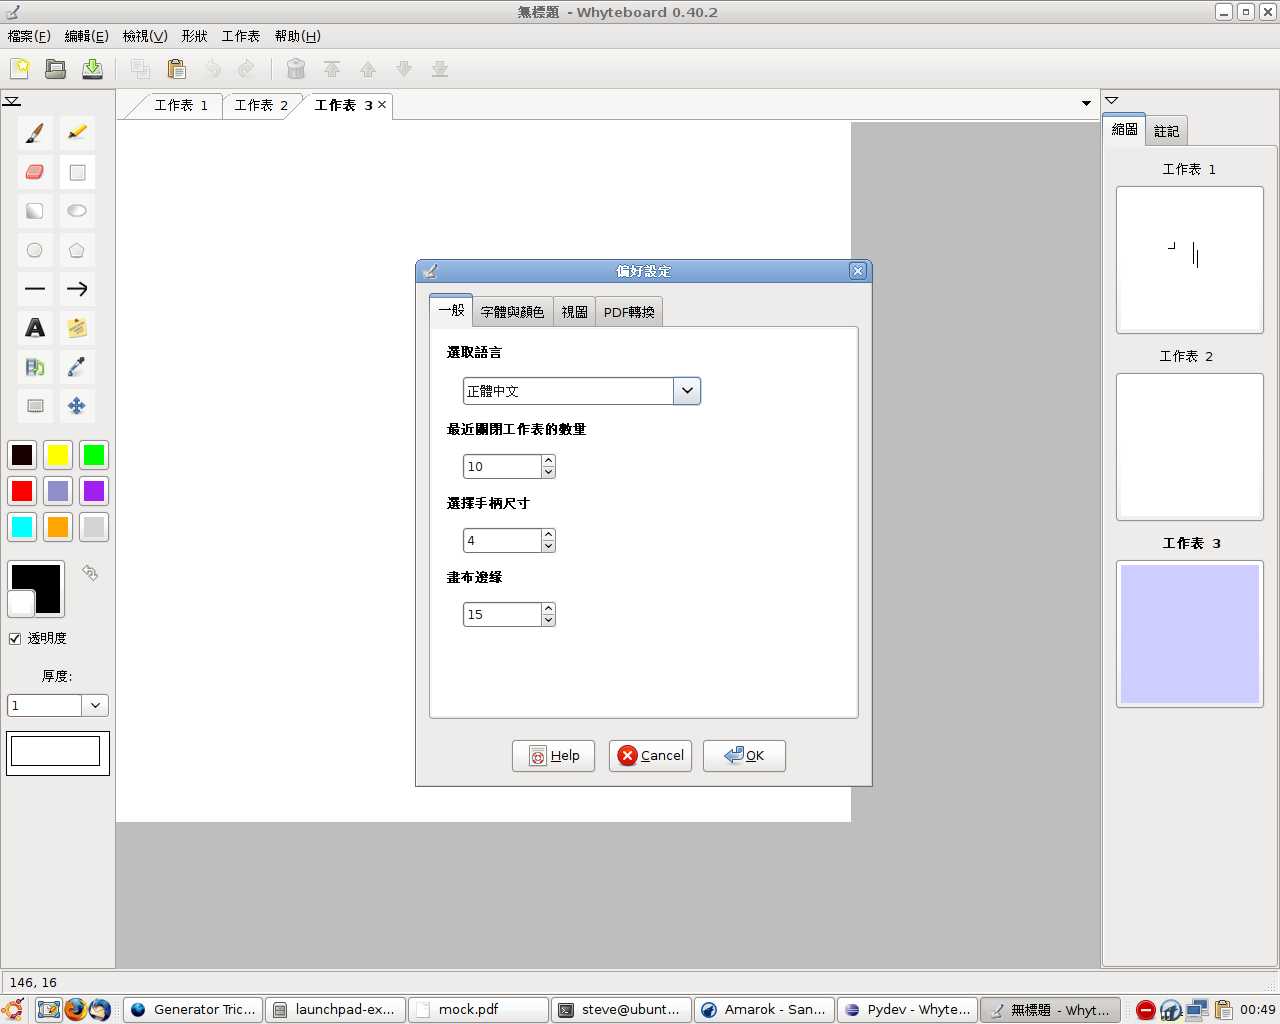 無標題 - Whyteboard 0.40.2
檔案(F) 編輯(E) 檢視(V) 形狀 工作表 帮助(H)
工作表 1 工作表 2 工作表 3
縮圖 註記
工作表 1
工作表 2
工作表 3
偏好設定
一般 字體與顏色 視圖 PDF轉換
選取語言
正體中文
最近關閉工作表的數量
10
選擇手柄尺寸
4
畫布邊緣
15
Help Cancel OK
透明度
厚度:
1
146, 16
Generator Tric... launchpad-ex... mock.pdf steve@ubunt... Amarok - San... Pydev - Whyte... 無標題 - Whyt... 00:49